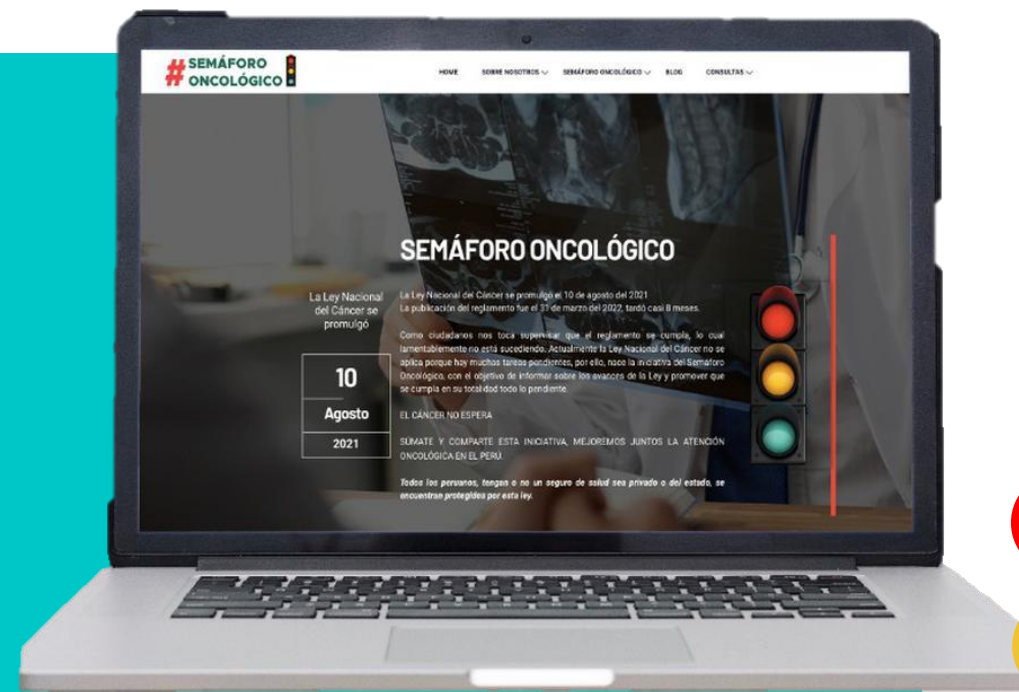 #SEMÁFORO
ONCOLÓGICO
HOME SOBRE NOSOTROS SEMÁFORO ONCOLÓGICO BLOG CONSULTAS
SEMÁFORO ONCOLÓGICO
La Ley Nacional
del Cáncer se
promulgó
10
Agosto
2021
La Ley Nacional del Cáncer se promulgó el 10 de agosto del 2021
La publicación del reglamento fue el 31 de marzo del 2022, tardó casi 8 meses.
Como ciudadanos nos toca supervisar que el reglamento se cumpla, lo cual
lamentablemente no está sucediendo. Actualmente la Ley Nacional del Cáncer no se
aplica porque hay muchas tareas pendientes, por ello, nace la iniciativa del Semáforo
Oncológico, con el objetivo de informar sobre los avances de la Ley y promover que
se cumpla en su totalidad todo lo pendiente.
EL CÁNCER NO ESPERA
SÚMATE Y COMPARTE ESTA INICIATIVA, MEJOREMOS JUNTOS LA ATENCIÓN
ONCOLÓGICA EN EL PERÚ.
Todos los peruanos, tengan o no un seguro de salud sea privado o del estado, se
encuentran protegidos por esta ley.